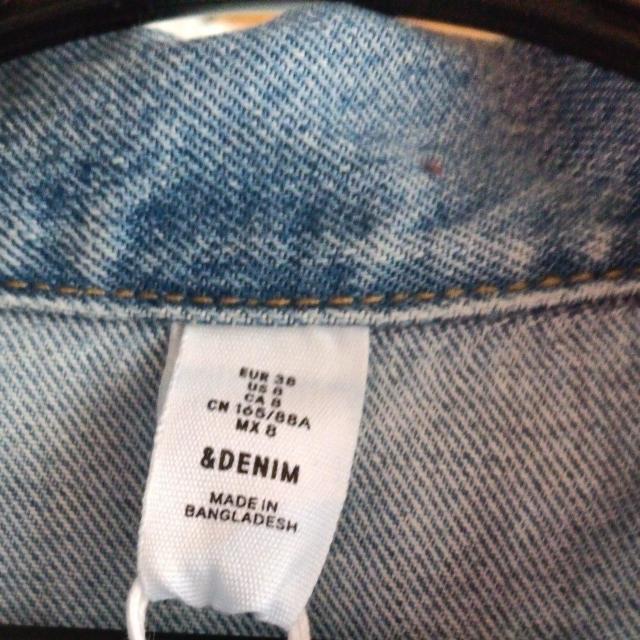 EUR 38
US 8
CA 8
CN 165/88A
MX 8
&DENIM
MADE IN
BANGLADESH